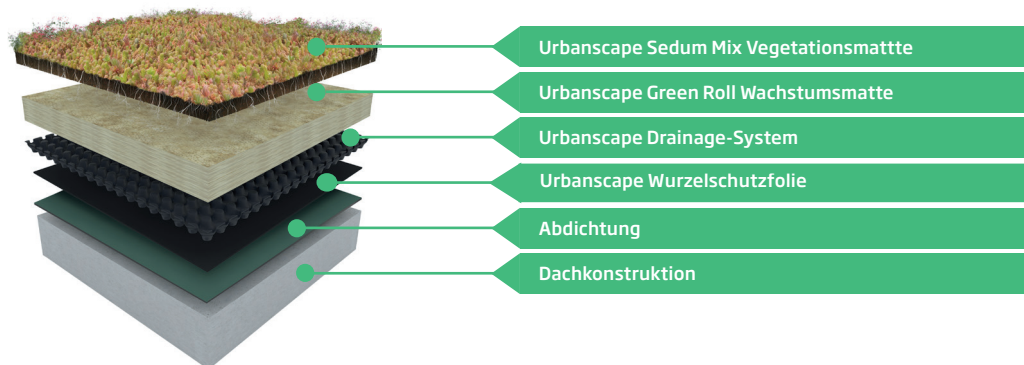 Urbanscape Sedum Mix Vegetationsmattte
Urbanscape Green Roll Wachstumsmatte
Urbanscape Drainage-System
Urbanscape Wurzelschutzfolie
Abdichtung
Dachkonstruktion